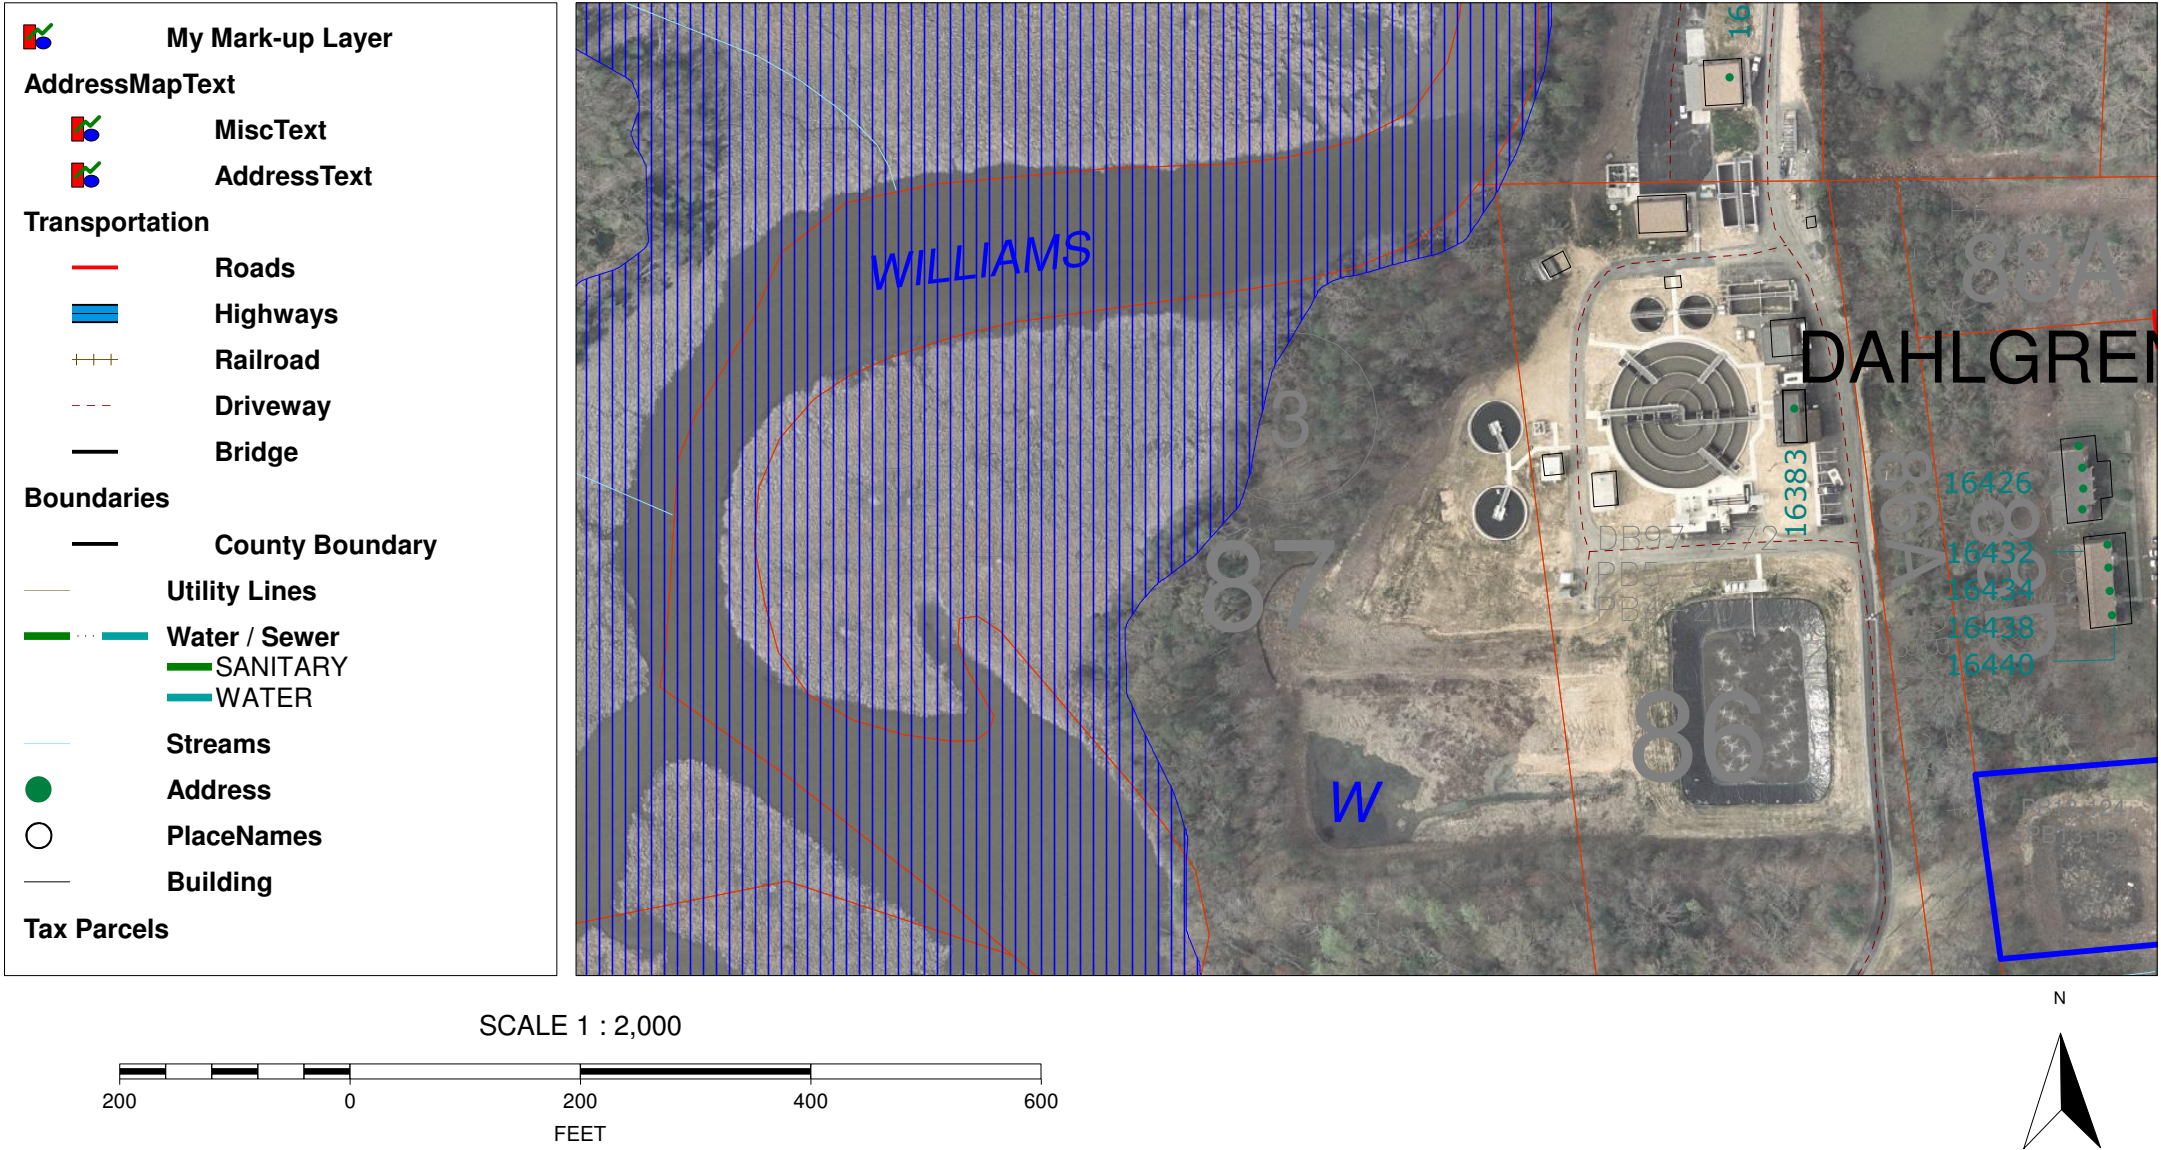 My Mark-up Layer
AddressMapText
MiscText
AddressText
Transportation
Roads
Highways
Railroad
Driveway
Bridge
Boundaries
County Boundary
Utility Lines
Water / Sewer
SANITARY
WATER
Streams
Address
PlaceNames
Building
Tax Parcels
16
WILLIAMS
88A
DAHLGREN
3
16383
86A
16426
16432
16434
16438
16440
87
86
W
SCALE 1 : 2,000
200 0 200 400 600
FEET
N